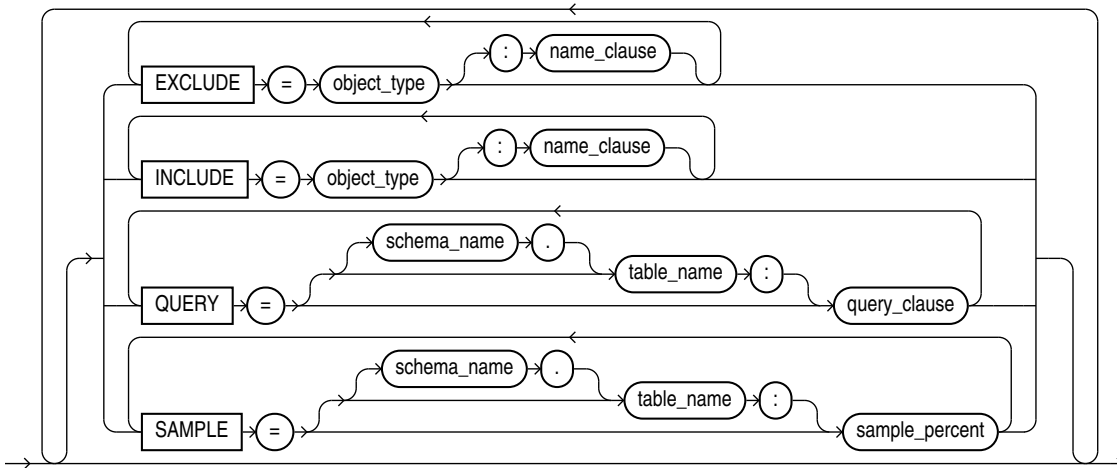 : name_clause
EXCLUDE = object_type
: name_clause
INCLUDE = object_type
schema_name .
table_name :
QUERY = query_clause
schema_name .
table_name :
SAMPLE = sample_percent